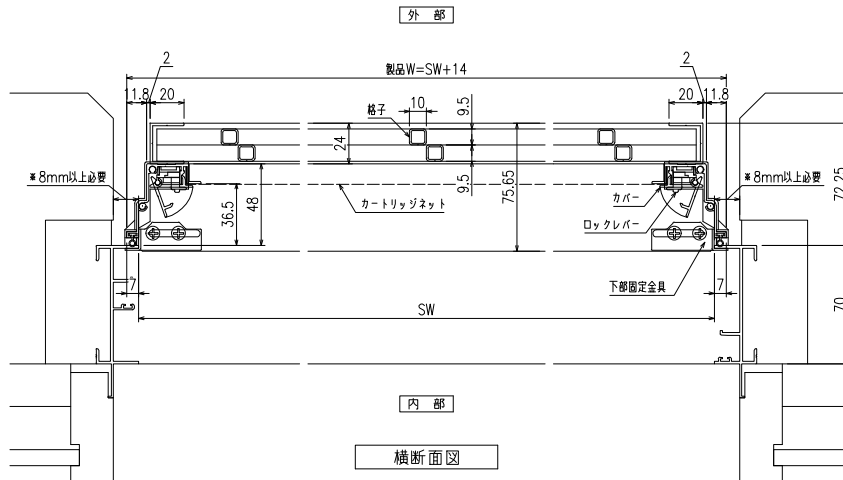 外 部
2
製品W=SW+14
2
11.8
20
10
9.5
20
11.8
格子
24
9.5
75.65
72.25
*8mm以上必要
*8mm以上必要
カートリッジネット
カバー
ロックレバー
36.5
48
下部固定金具
7
7
SW
70
内 部
横断面図